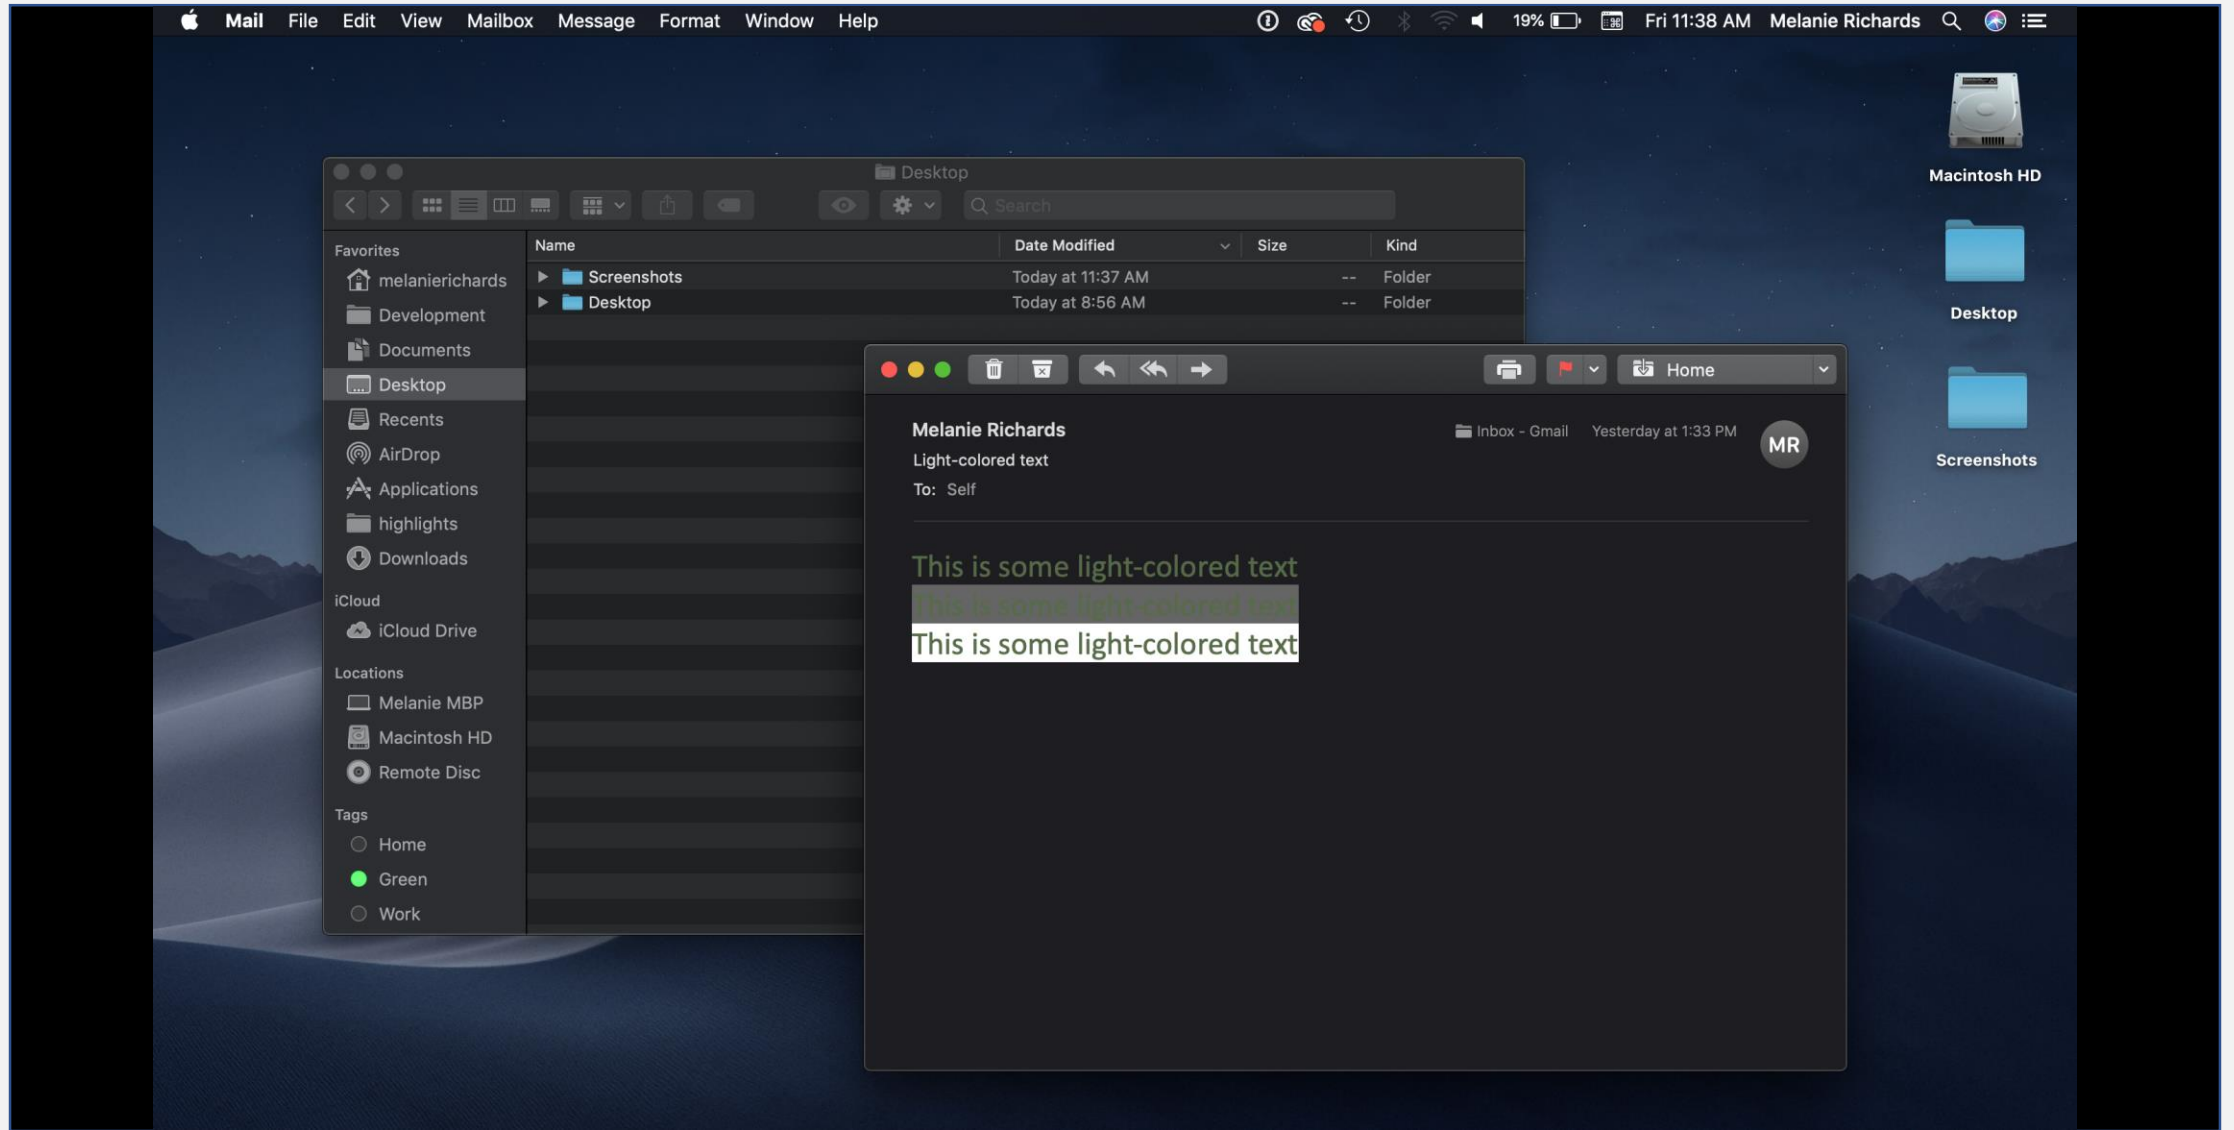 Mail File Edit View Mailbox Message Format Window Help 19% Fri 11:38 AM Melanie Richards
Macintosh HD
Desktop
Screenshots
Desktop
Search
Favorites
melanierichards
Development
Documents
Desktop
Recents
AirDrop
Applications
highlights
Downloads
iCloud
iCloud Drive
Locations
Melanie MBP
Macintosh HD
Remote Disc
Tags
Home
Green
Work
Name Date Modified Size Kind
Screenshots Today at 11:37 AM -- Folder
Desktop Today at 8:56 AM -- Folder
Home
Melanie Richards Inbox - Gmail Yesterday at 1:33 PM MR
Light-colored text
To: Self
This is some light-colored text
This is some light-colored text
This is some light-colored text